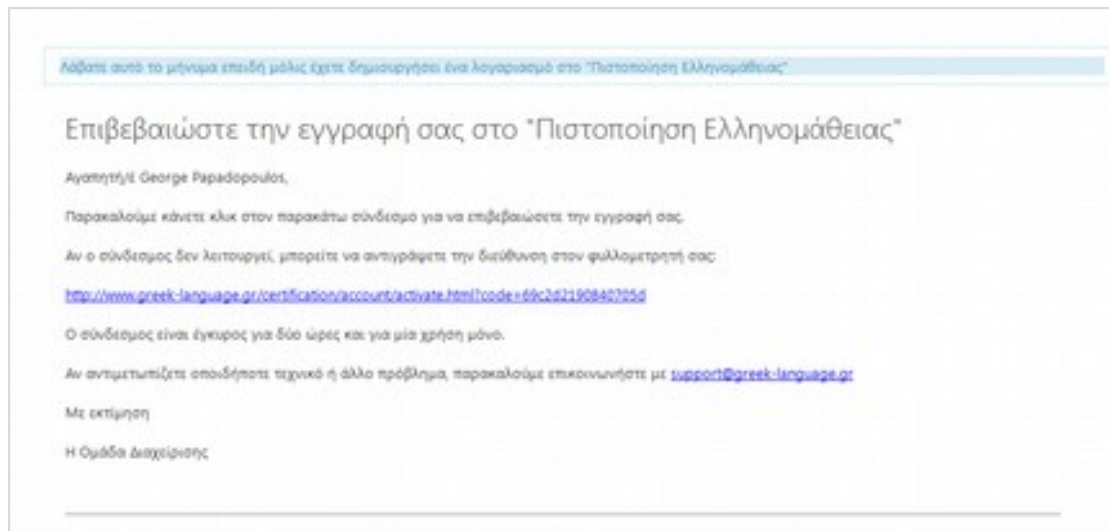 Λάβατε αυτό το μήνυμα επειδή μόλις έχετε δημιουργήσει ένα λογαριασμό στο "Πιστοποίηση Ελληνομάθειας"
Επιβεβαιώστε την εγγραφή σας στο "Πιστοποίηση Ελληνομάθειας"
Αγαπητή/έ George Papadopoulos,
Παρακαλούμε κάνετε κλικ στον παρακάτω σύνδεσμο για να επιβεβαιώσετε την εγγραφή σας.
Αν ο σύνδεσμος δεν λειτουργεί, μπορείτε να αντιγράψετε την διεύθυνση στον φυλλομετρητή σας:
http://www.greek-language.gr/certification/account/activate.html?code=69c2d2190840705d
Ο σύνδεσμος είναι έγκυρος για δύο ώρες και για μία χρήση μόνο.
Αν αντιμετωπίζετε οποιδήποτε τεχνικό ή άλλο πρόβλημα, παρακαλούμε επικοινωνήστε με support@greek-language.gr
Με εκτίμηση
Η Ομάδα Διαχείρισης